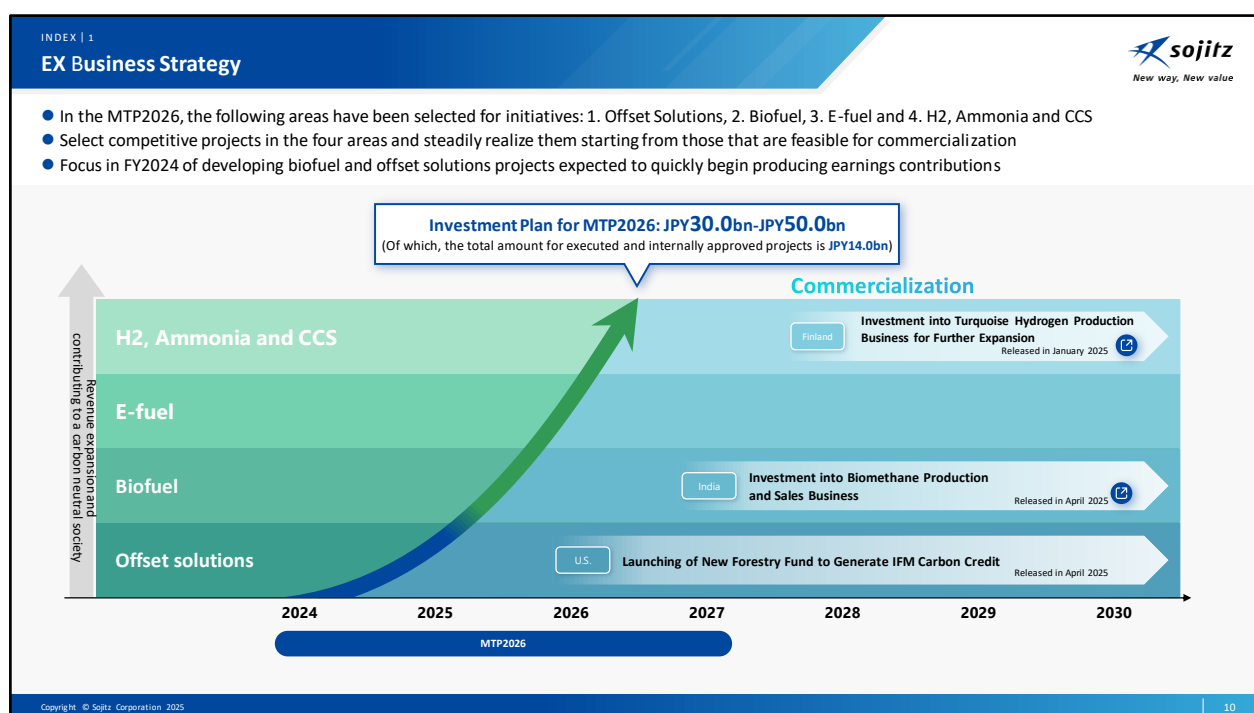 INDEX | 1
EX Business Strategy
sojitz
New way, New value
● In the MTP2026, the following areas have been selected for initiatives: 1. Offset Solutions, 2. Biofuel, 3. E-fuel and 4. H2, Ammonia and CCS
● Select competitive projects in the four areas and steadily realize them starting from those that are feasible for commercialization
● Focus in FY2024 of developing biofuel and offset solutions projects expected to quickly begin producing earnings contributions
Investment Plan for MTP2026: JPY30.0bn-JPY50.0bn
(Of which, the total amount for executed and internally approved projects is JPY14.0bn)
Commercialization
Revenue expansion and
contributing to a carbon neutral society
H2, Ammonia and CCS
Finland
Investment into Turquoise Hydrogen Production
Business for Further Expansion
Released in January 2025
E-fuel
Biofuel
India
Investment into Biomethane Production
and Sales Business
Released in April 2025
Offset solutions
U.S.
Launching of New Forestry Fund to Generate IFM Carbon Credit
Released in April 2025
2024 2025 2026 2027 2028 2029 2030
MTP2026
Copyright © Sojitz Corporation 2025
10